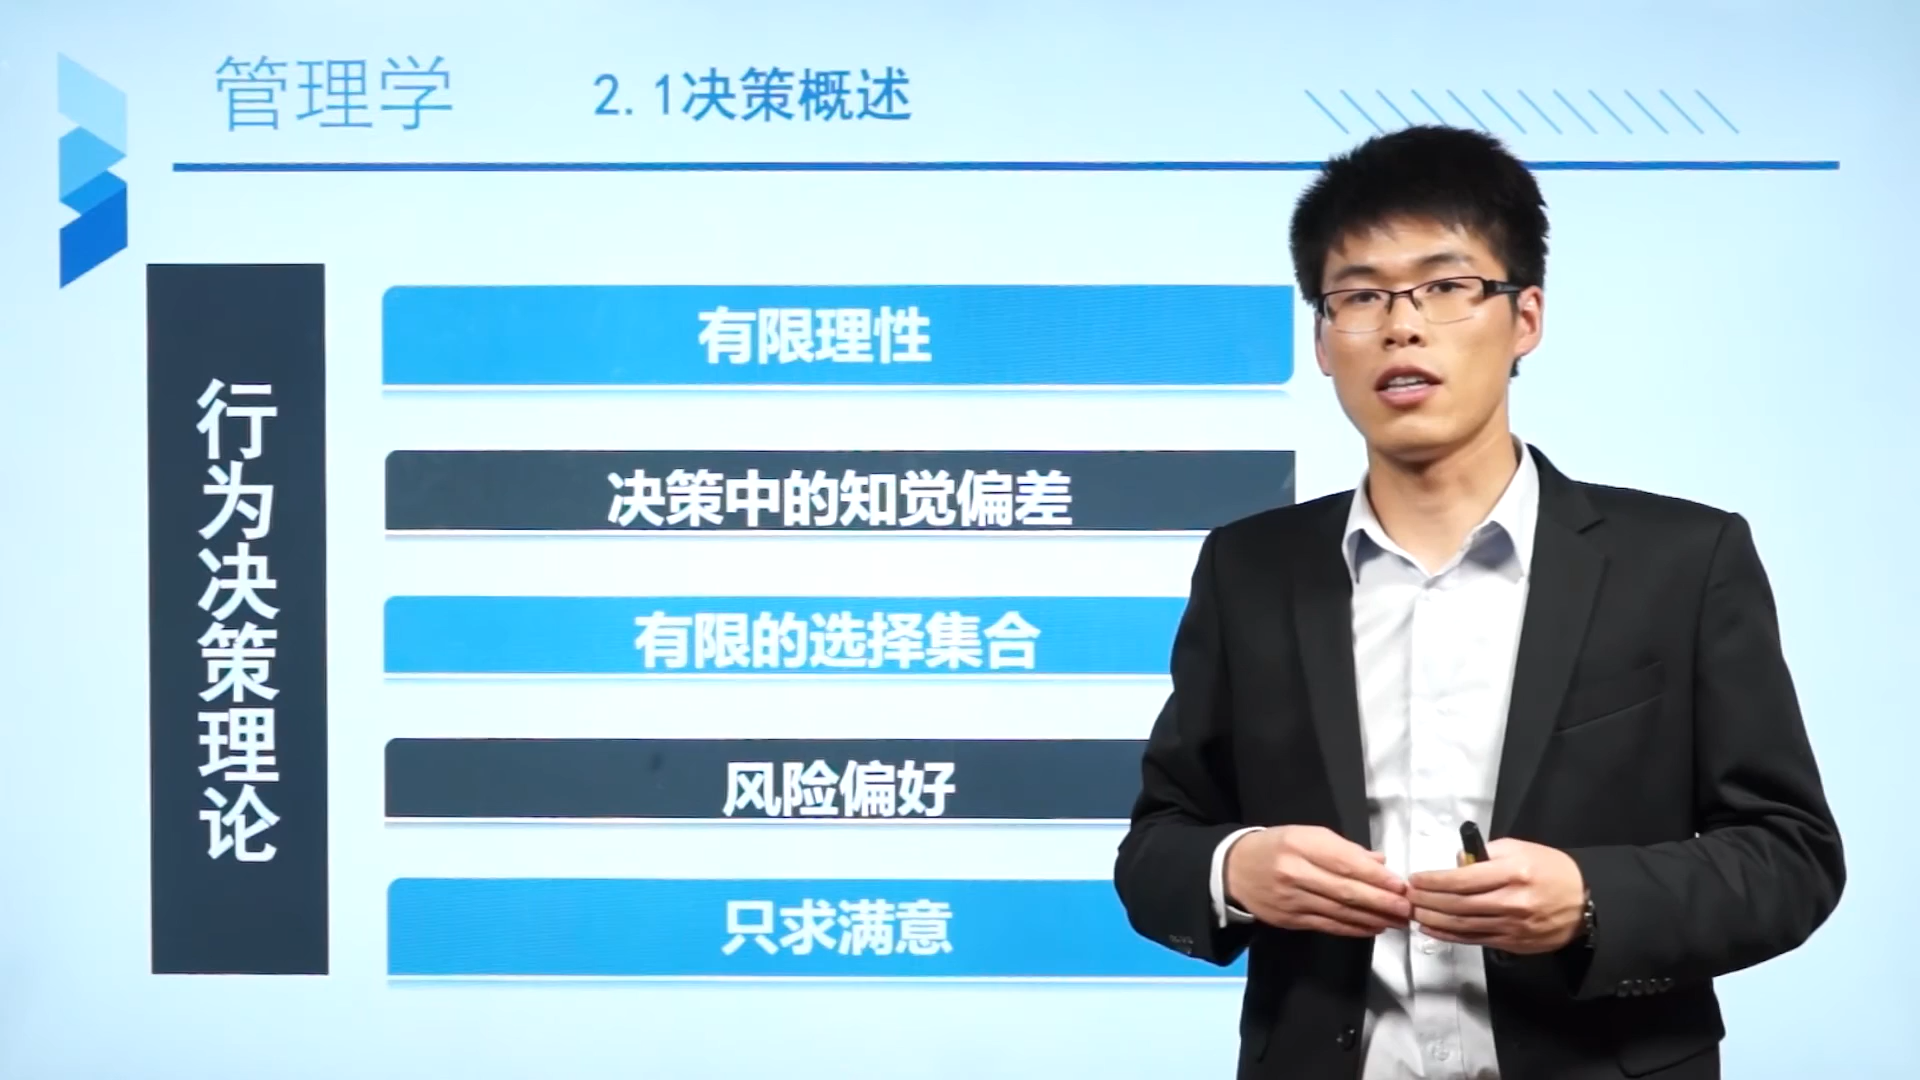 管理学
2.1决策概述
行为决策理论
有限理性
决策中的知觉偏差
有限的选择集合
风险偏好
只求满意